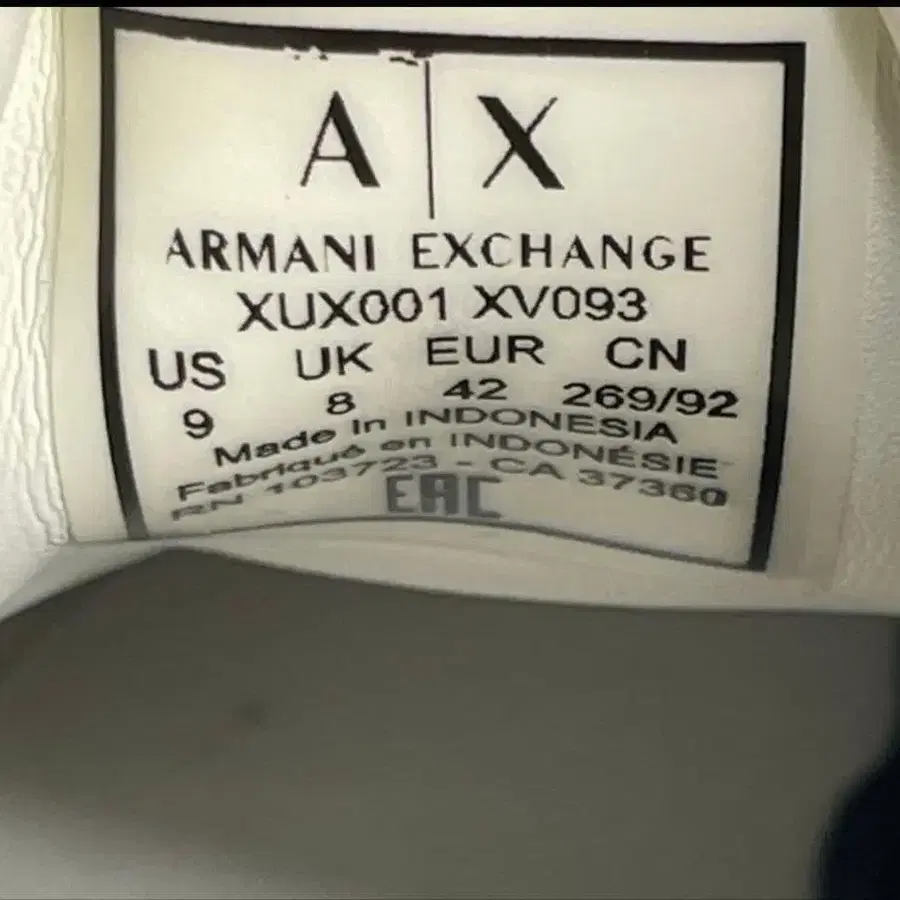 A|X
ARMANI EXCHANGE
XUX001 XV093
US UK EUR CN
9 8 42 269/92
Made In INDONESIA
Fabriqué en INDONÉSIE
RN 103723 - CA 37360
EAC